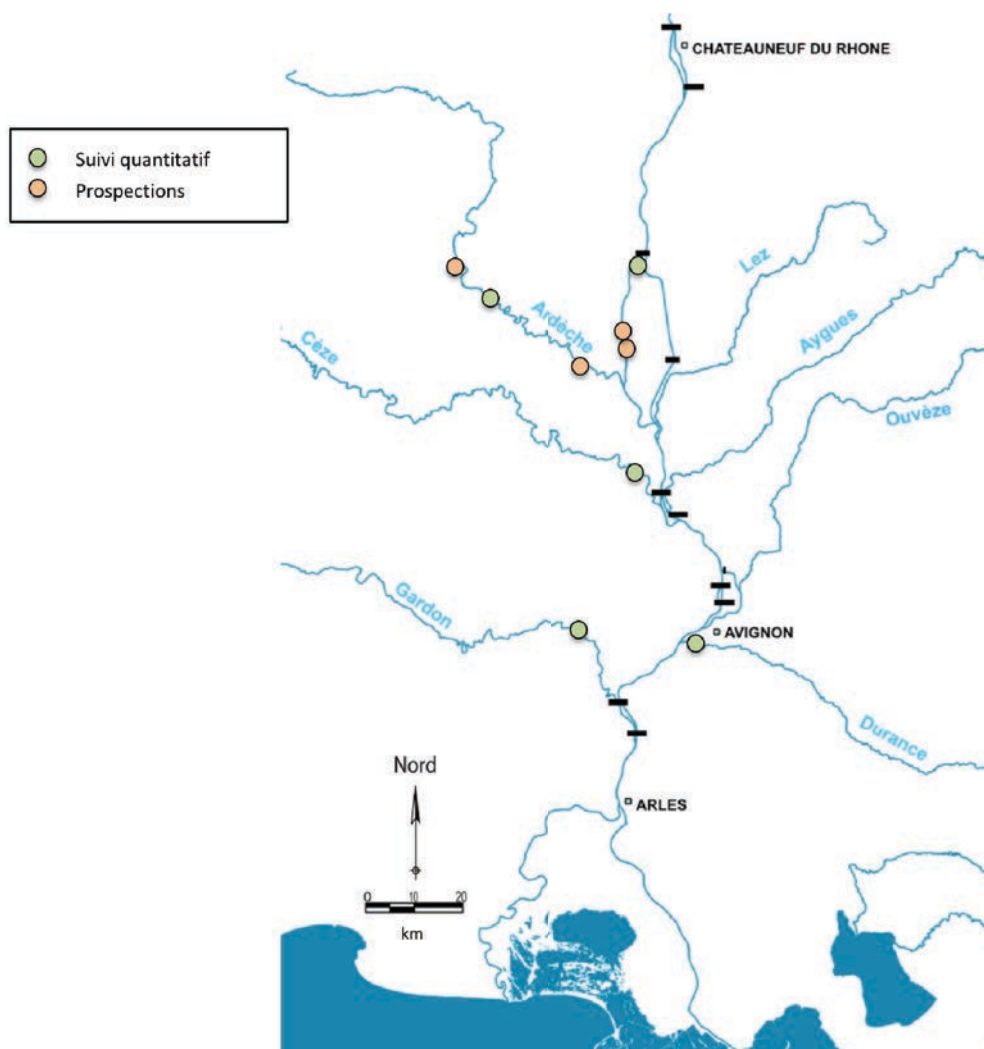 CHATEAUNEUF DU RHONE
Suivi quantitatif
Prospections
Lez
Aygues
Ardèche
Cèze
Ouvèze
Gardon
AVIGNON
Durance
Nord
ARLES
0 10 20
km